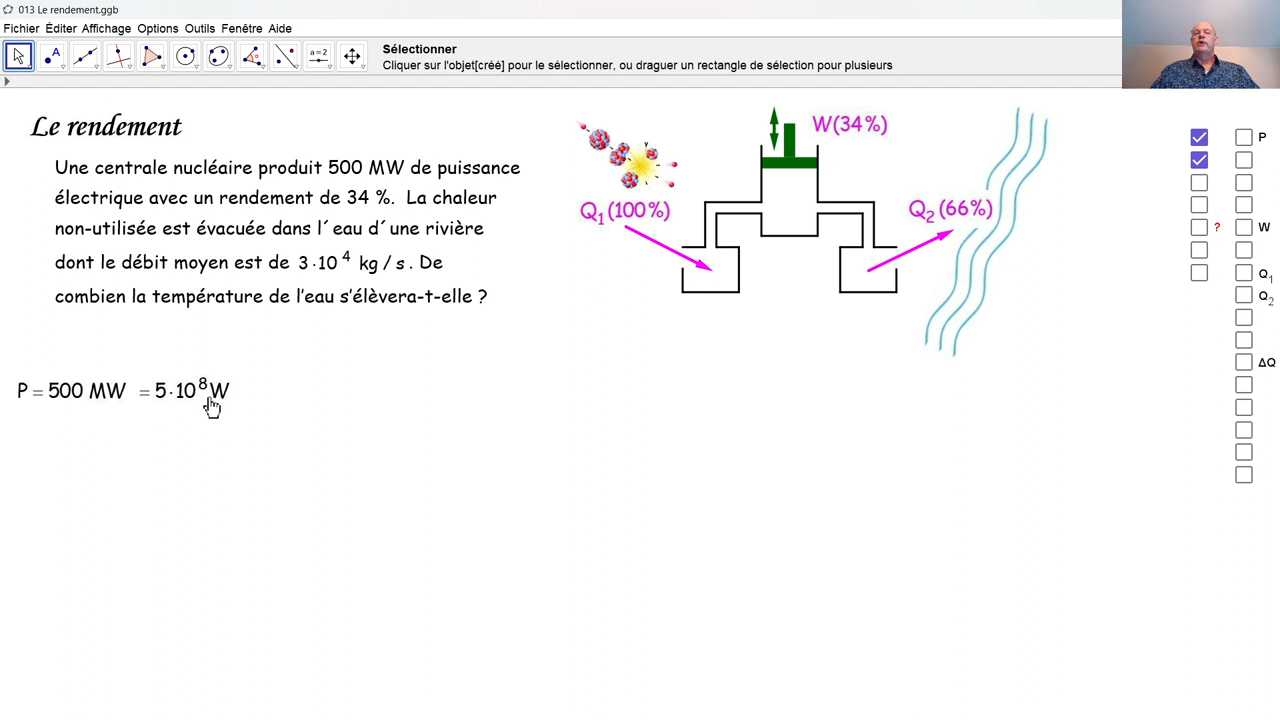 013 Le rendement.ggb
Fichier Éditer Affichage Options Outils Fenêtre Aide
A
a=2
Sélectionner
Cliquer sur l'objet[créé] pour le sélectionner, ou draguer un rectangle de sélection pour plusieurs
Le rendement
Une centrale nucléaire produit 500 MW de puissance
électrique avec un rendement de 34 %. La chaleur
non-utilisée est évacuée dans l´eau d´une rivière
dont le débit moyen est de 3·10⁴ kg / s. De
combien la température de l'eau s'élèvera-t-elle ?
W(34%)
Q₁(100%)
Q₂(66%)
P = 500 MW = 5·10⁸W
P
? W
Q₁
Q₂
ΔQ